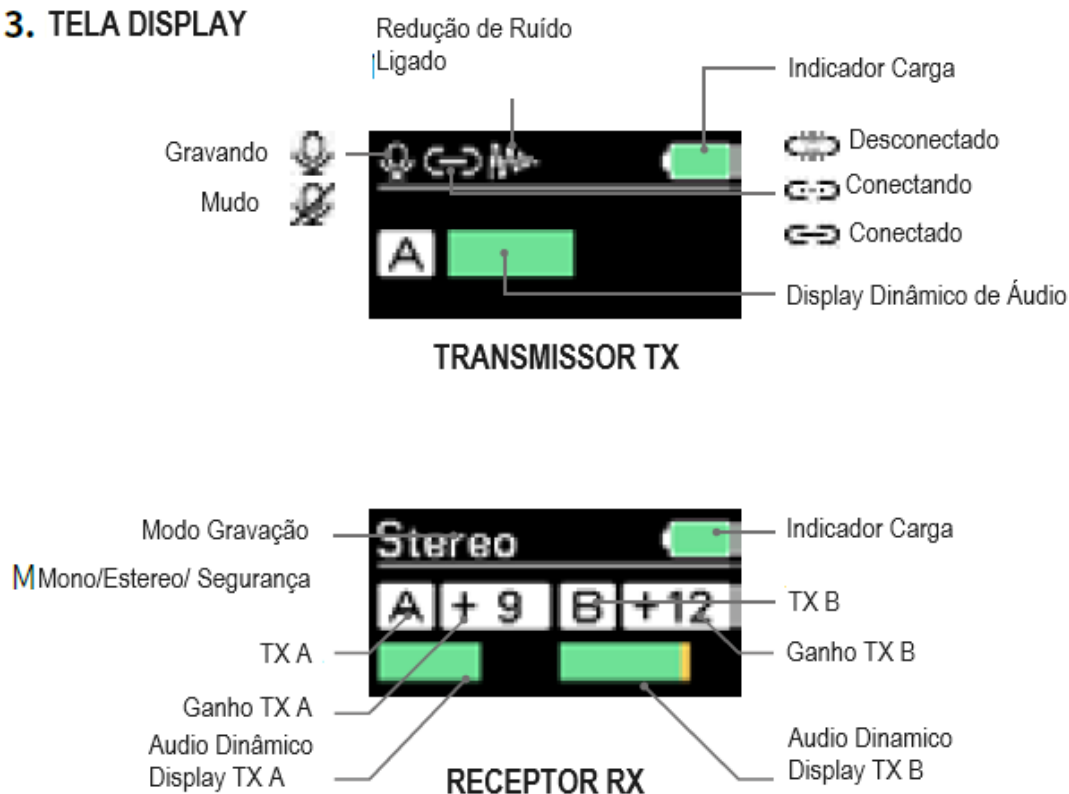 3. TELA DISPLAY
Redução de Ruído
Ligado
Indicador Carga
Gravando
Mudo
Desconectado
Conectando
Conectado
A
Display Dinâmico de Áudio
TRANSMISSOR TX
Modo Gravação
MMono/Estereo/ Segurança
Stereo
Indicador Carga
A + 9 B +12
TX B
TX A
Ganho TX B
Ganho TX A
Audio Dinâmico
Display TX A
Audio Dinamico
Display TX B
RECEPTOR RX